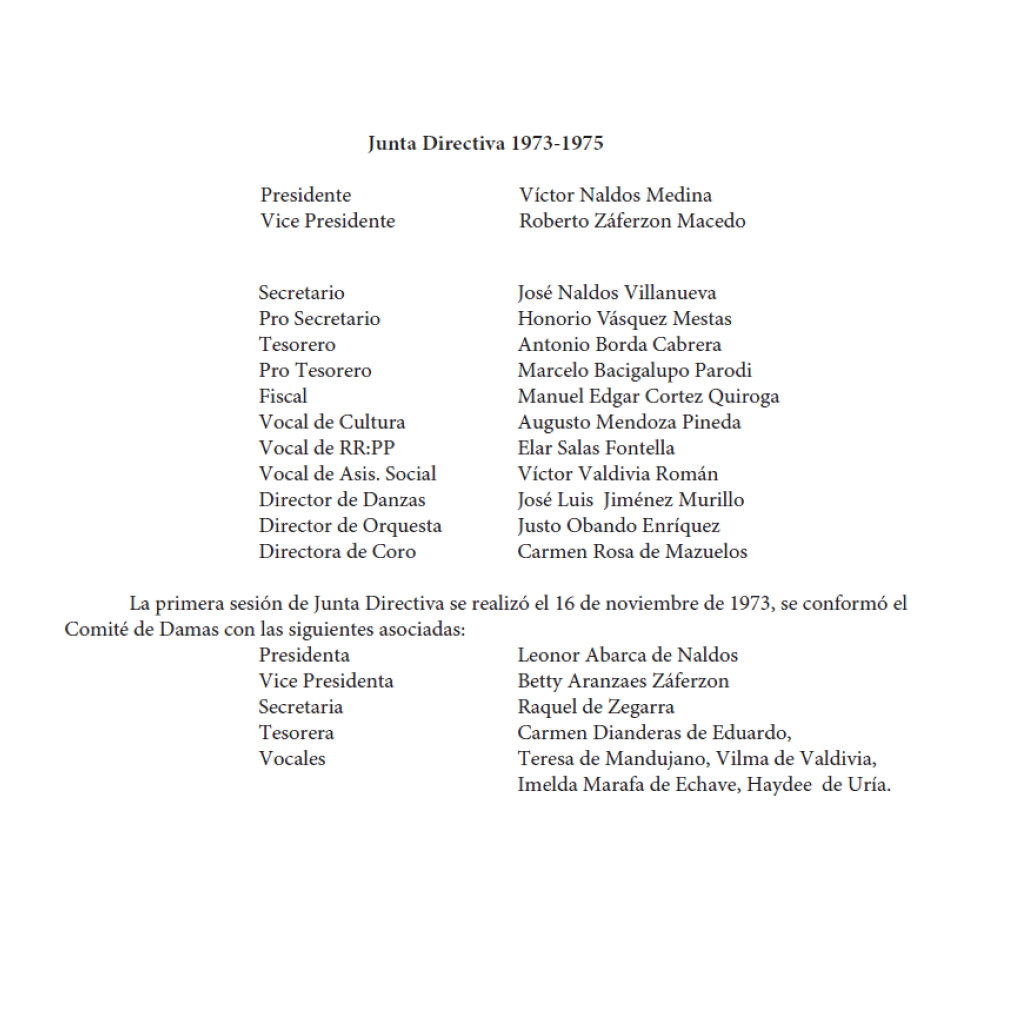 Junta Directiva 1973-1975
Presidente Víctor Naldos Medina
Vice Presidente Roberto Záferzon Macedo
Secretario José Naldos Villanueva
Pro Secretario Honorio Vásquez Mestas
Tesorero Antonio Borda Cabrera
Pro Tesorero Marcelo Bacigalupo Parodi
Fiscal Manuel Edgar Cortez Quiroga
Vocal de Cultura Augusto Mendoza Pineda
Vocal de RR:PP Elar Salas Fontella
Vocal de Asis. Social Víctor Valdivia Román
Director de Danzas José Luis Jiménez Murillo
Director de Orquesta Justo Obando Enríquez
Directora de Coro Carmen Rosa de Mazuelos
La primera sesión de Junta Directiva se realizó el 16 de noviembre de 1973, se conformó el
Comité de Damas con las siguientes asociadas:
Presidenta Leonor Abarca de Naldos
Vice Presidenta Betty Aranzaes Záferzon
Secretaria Raquel de Zegarra
Tesorera Carmen Dianderas de Eduardo,
Vocales Teresa de Mandujano, Vilma de Valdivia,
Imelda Marafa de Echave, Haydee de Uría.